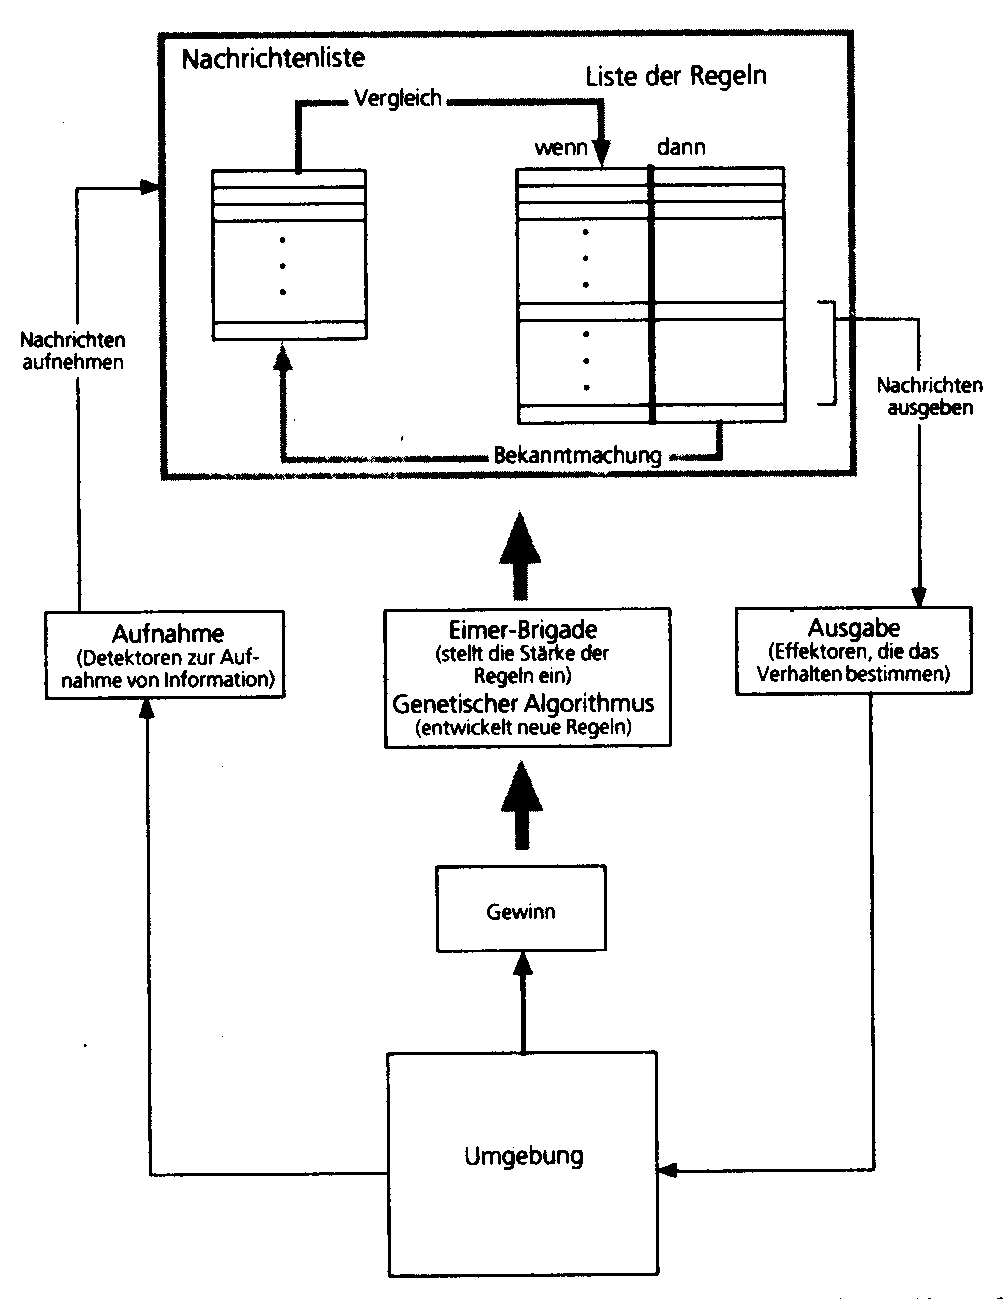 Nachrichtenliste
Liste der Regeln
Vergleich
wenn
dann
Nachrichten
aufnehmen
Nachrichten
ausgeben
Bekanntmachung
Aufnahme
(Detektoren zur Auf-
nahme von Information)
Eimer-Brigade
(stellt die Stärke der
Regeln ein)
Genetischer Algorithmus
(entwickelt neue Regeln)
Ausgabe
(Effektoren, die das
Verhalten bestimmen)
Gewinn
Umgebung